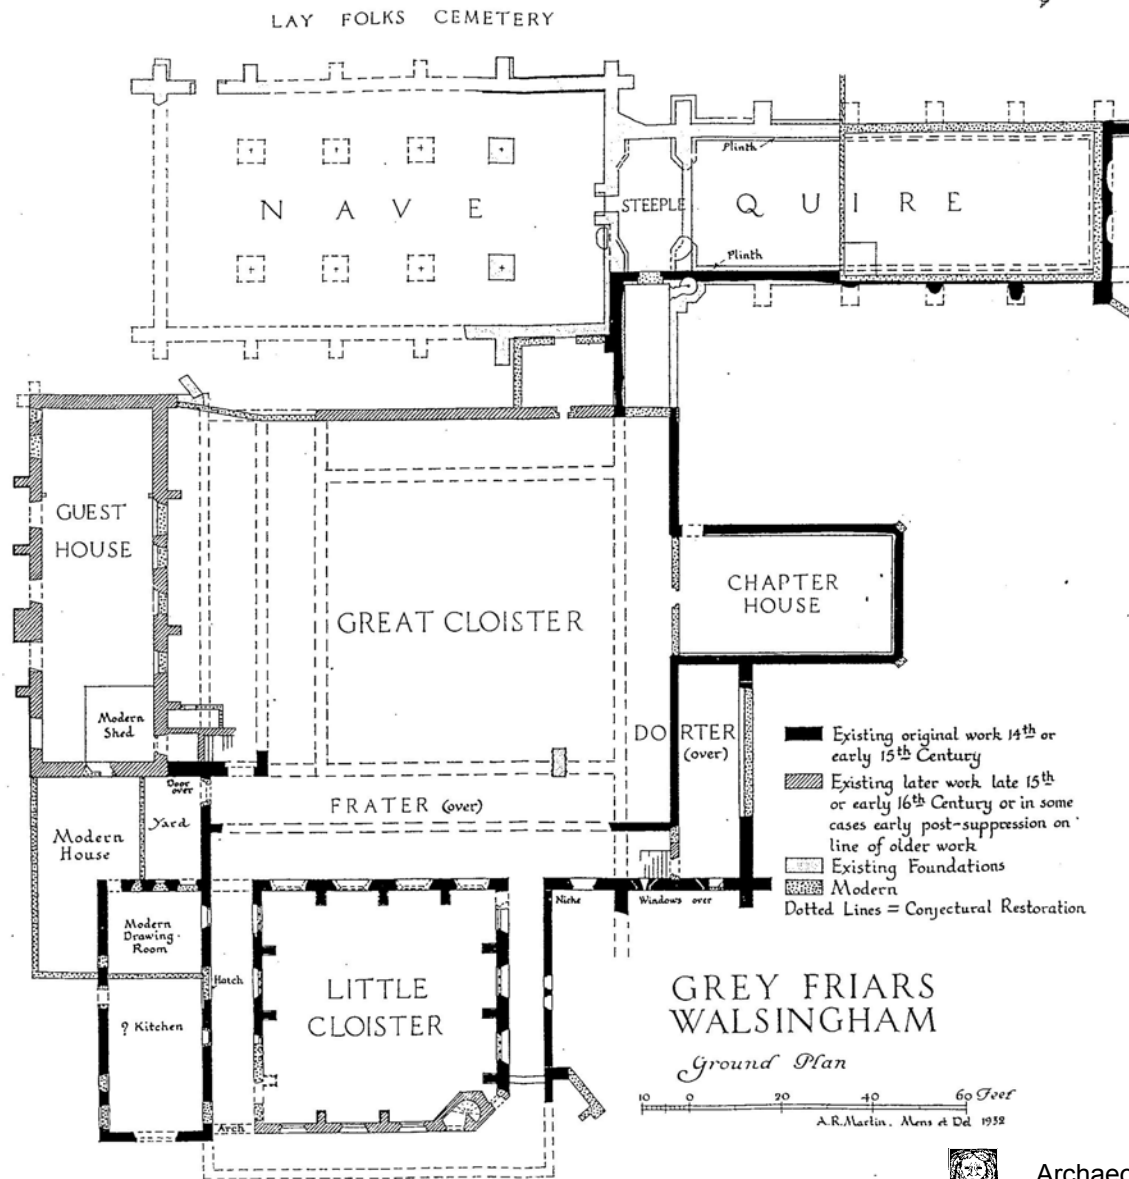 LAY FOLKS CEMETERY
NAVE
STEEPLE
Plinth
QUIRE
Plinth
GUEST
HOUSE
GREAT CLOISTER
CHAPTER
HOUSE
Modern
Shed
DORTER
(over)
Door
over
FRATER (over)
Yard
Modern
House
Existing original work 14th or
early 15th Century
Existing later work late 15th
or early 16th Century or in some
cases early post-suppression on
line of older work
Existing Foundations
Modern
Dotted Lines = Conjectural Restoration
Niche
Windows over
Modern
Drawing-
Room
Hatch
LITTLE
CLOISTER
? Kitchen
Arch
GREY FRIARS
WALSINGHAM
Ground Plan
10 0 20 40 60 Feet
A.R.Martin. Mens et Del 1932
Archaeo